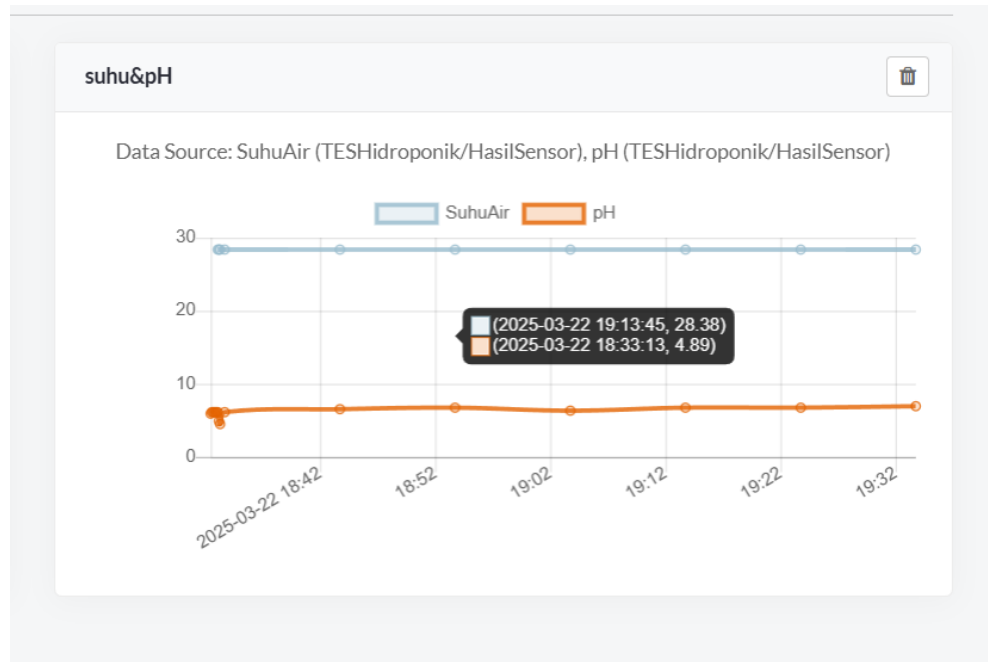 suhu&pH
Data Source: SuhuAir (TESHidroponik/HasilSensor), pH (TESHidroponik/HasilSensor)
SuhuAir pH
30
20
(2025-03-22 19:13:45, 28.38)
(2025-03-22 18:33:13, 4.89)
10
0
2025-03-22 18:42 18:52 19:02 19:12 19:22 19:32